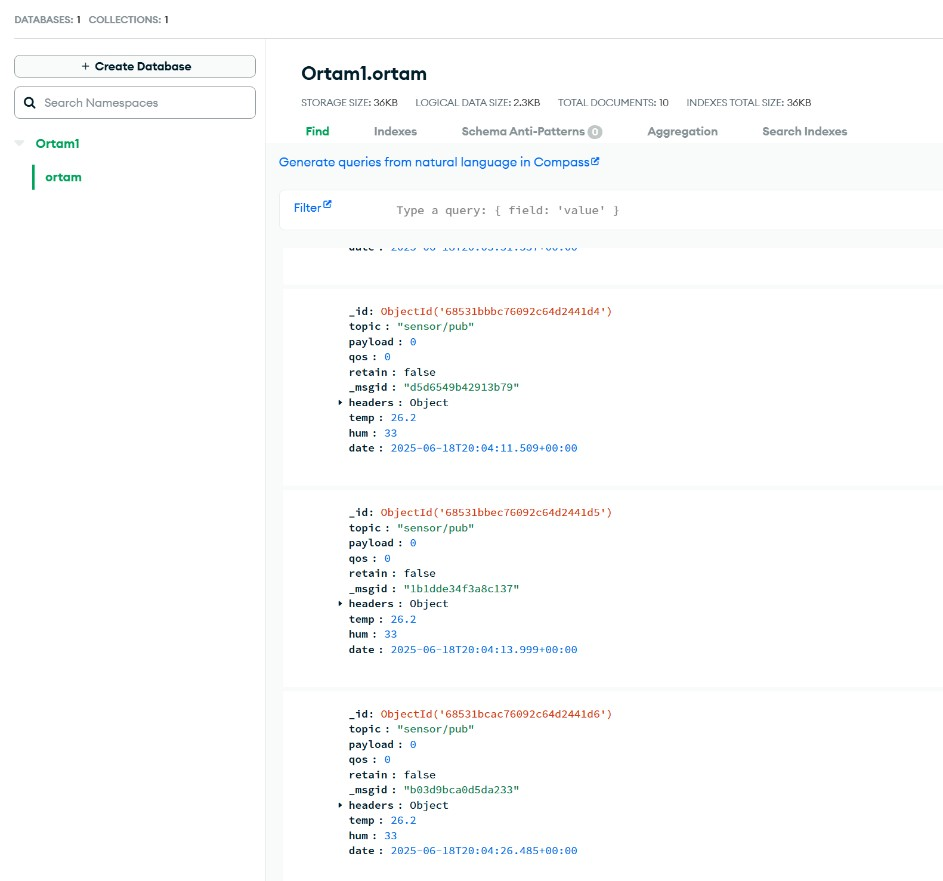 DATABASES: 1 COLLECTIONS: 1
+ Create Database
Search Namespaces
Ortam1
ortam
Ortam1.ortam
STORAGE SIZE: 36KB LOGICAL DATA SIZE: 2.3KB TOTAL DOCUMENTS: 10 INDEXES TOTAL SIZE: 36KB
Find Indexes Schema Anti-Patterns 0 Aggregation Search Indexes
Generate queries from natural language in Compass
Filter Type a query: { field: 'value' }
_id: ObjectId('68531bbbc76092c64d2441d4')
topic : "sensor/pub"
payload : 0
qos : 0
retain : false
_msgid : "d5d6549b42913b79"
headers : Object
temp : 26.2
hum : 33
date : 2025-06-18T20:04:11.509+00:00
_id: ObjectId('68531bbec76092c64d2441d5')
topic : "sensor/pub"
payload : 0
qos : 0
retain : false
_msgid : "1b1dde34f3a8c137"
headers : Object
temp : 26.2
hum : 33
date : 2025-06-18T20:04:13.999+00:00
_id: ObjectId('68531bcac76092c64d2441d6')
topic : "sensor/pub"
payload : 0
qos : 0
retain : false
_msgid : "b03d9bca0d5da233"
headers : Object
temp : 26.2
hum : 33
date : 2025-06-18T20:04:26.485+00:00